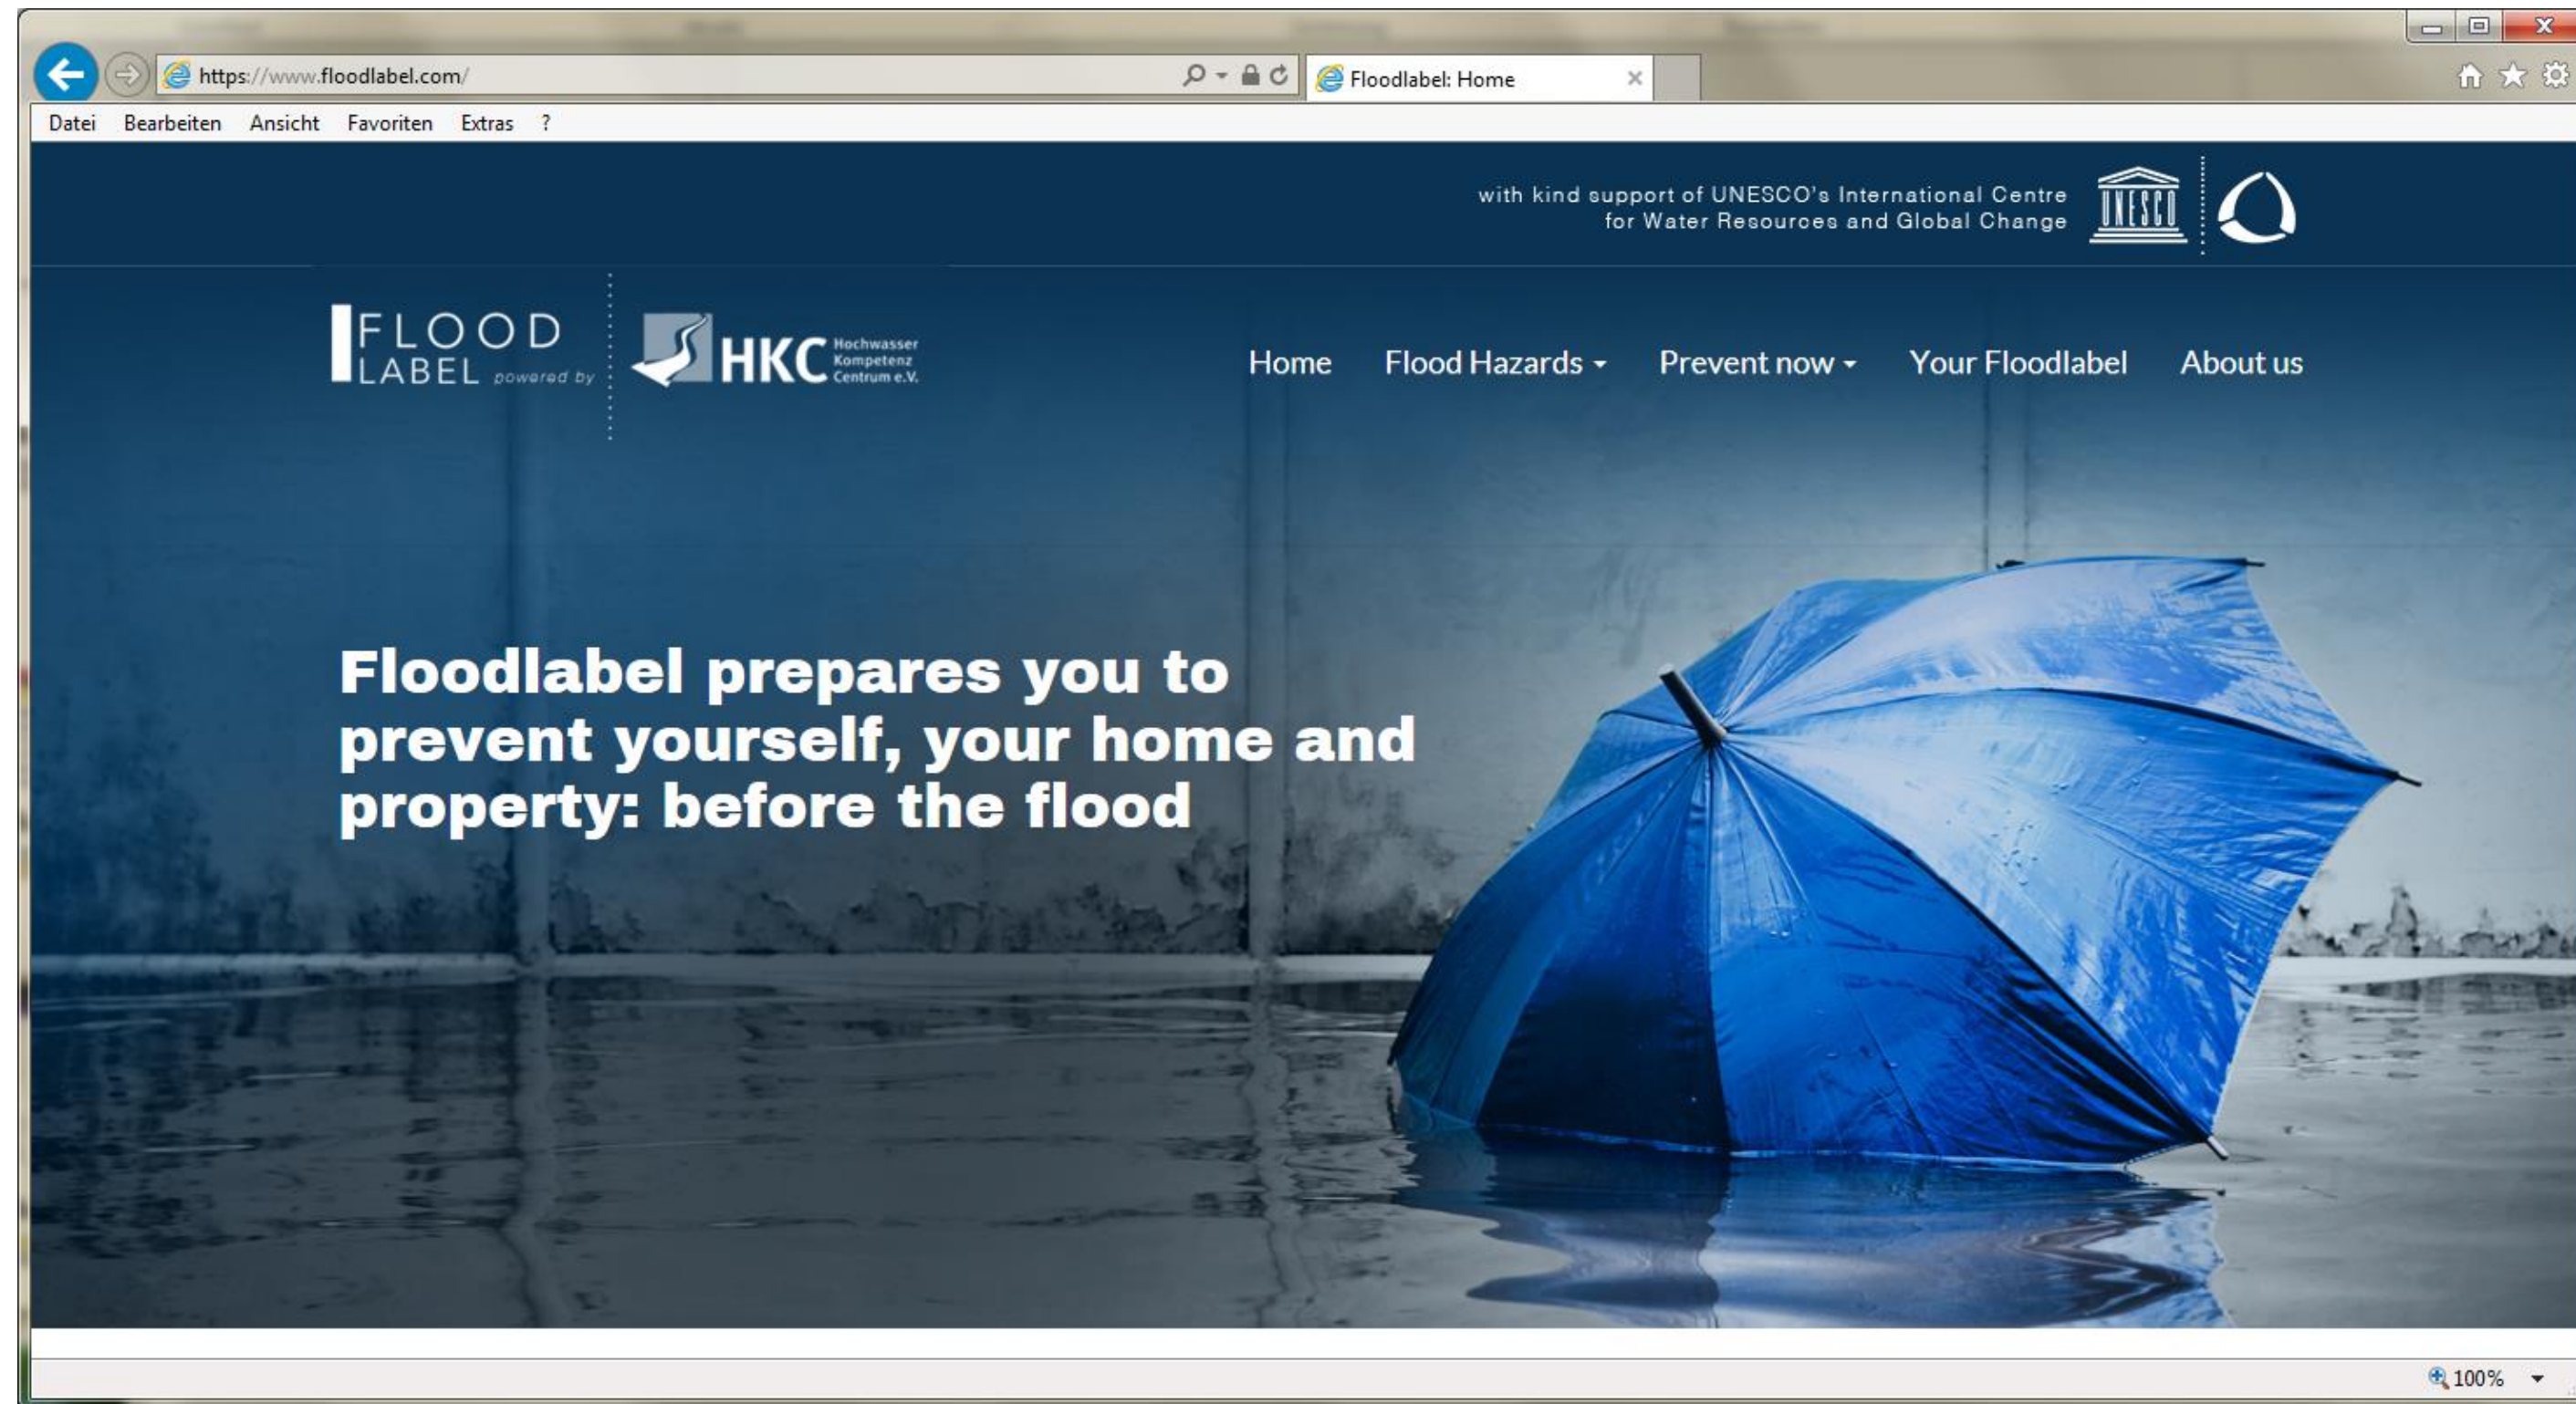 https://www.floodlabel.com/
Floodlabel: Home
Datei Bearbeiten Ansicht Favoriten Extras ?
with kind support of UNESCO's International Centre
for Water Resources and Global Change
UNESCO
FLOOD
LABEL powered by
HKC
Hochwasser
Kompetenz
Centrum e.V.
Home Flood Hazards Prevent now Your Floodlabel About us
Floodlabel prepares you to
prevent yourself, your home and
property: before the flood
100%